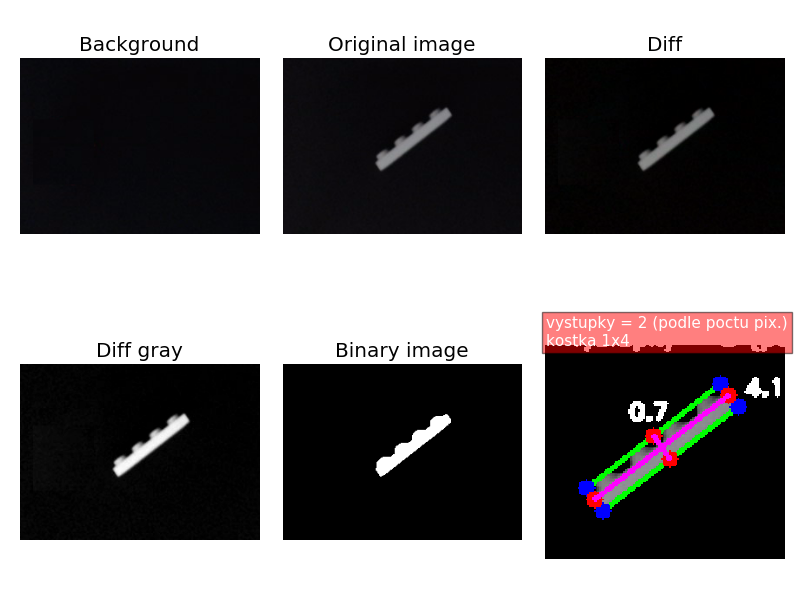 Background
Original image
Diff
Diff gray
Binary image
vystupky = 2 (podle poctu pix.)
kostka 1x4
4.1
0.7